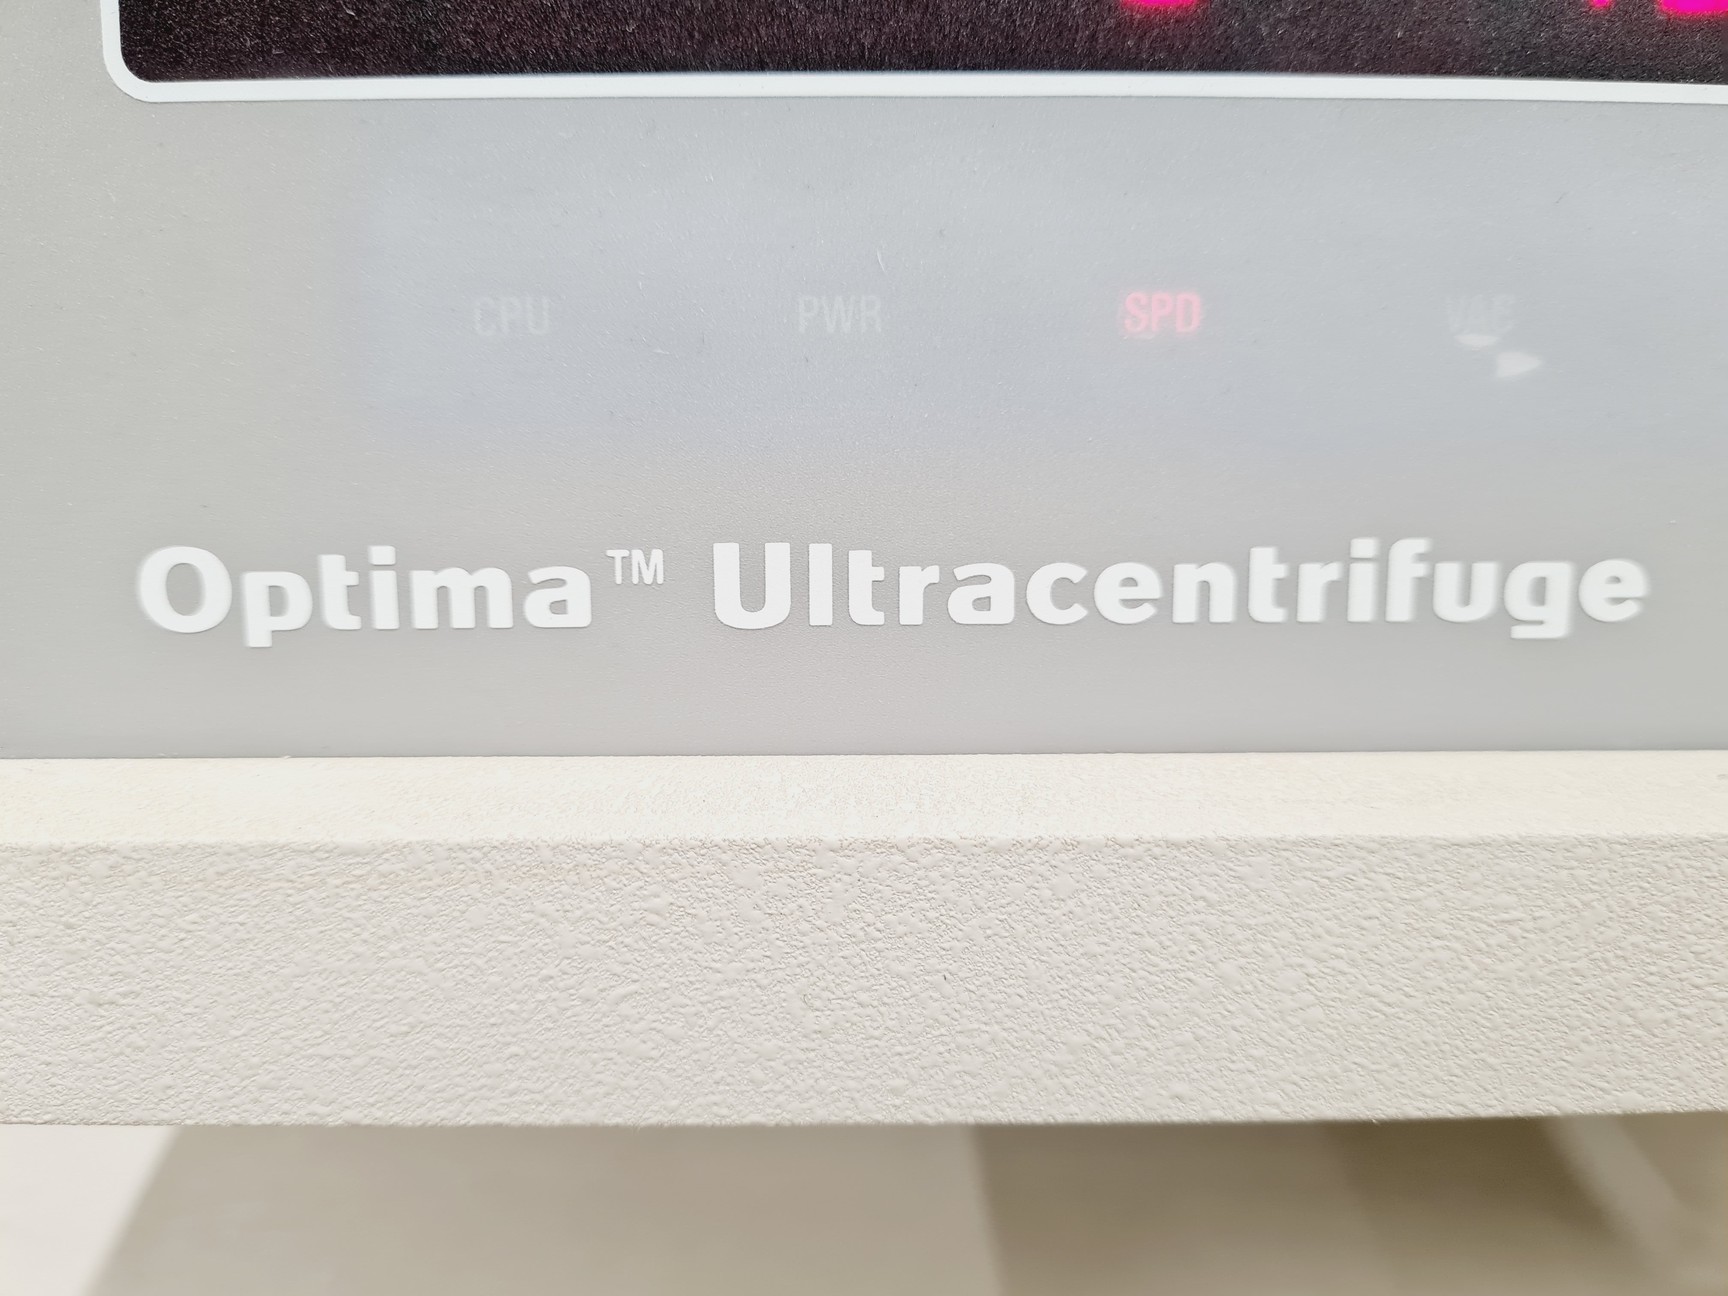 CPU PWR SPD
Optima™ Ultracentrifuge